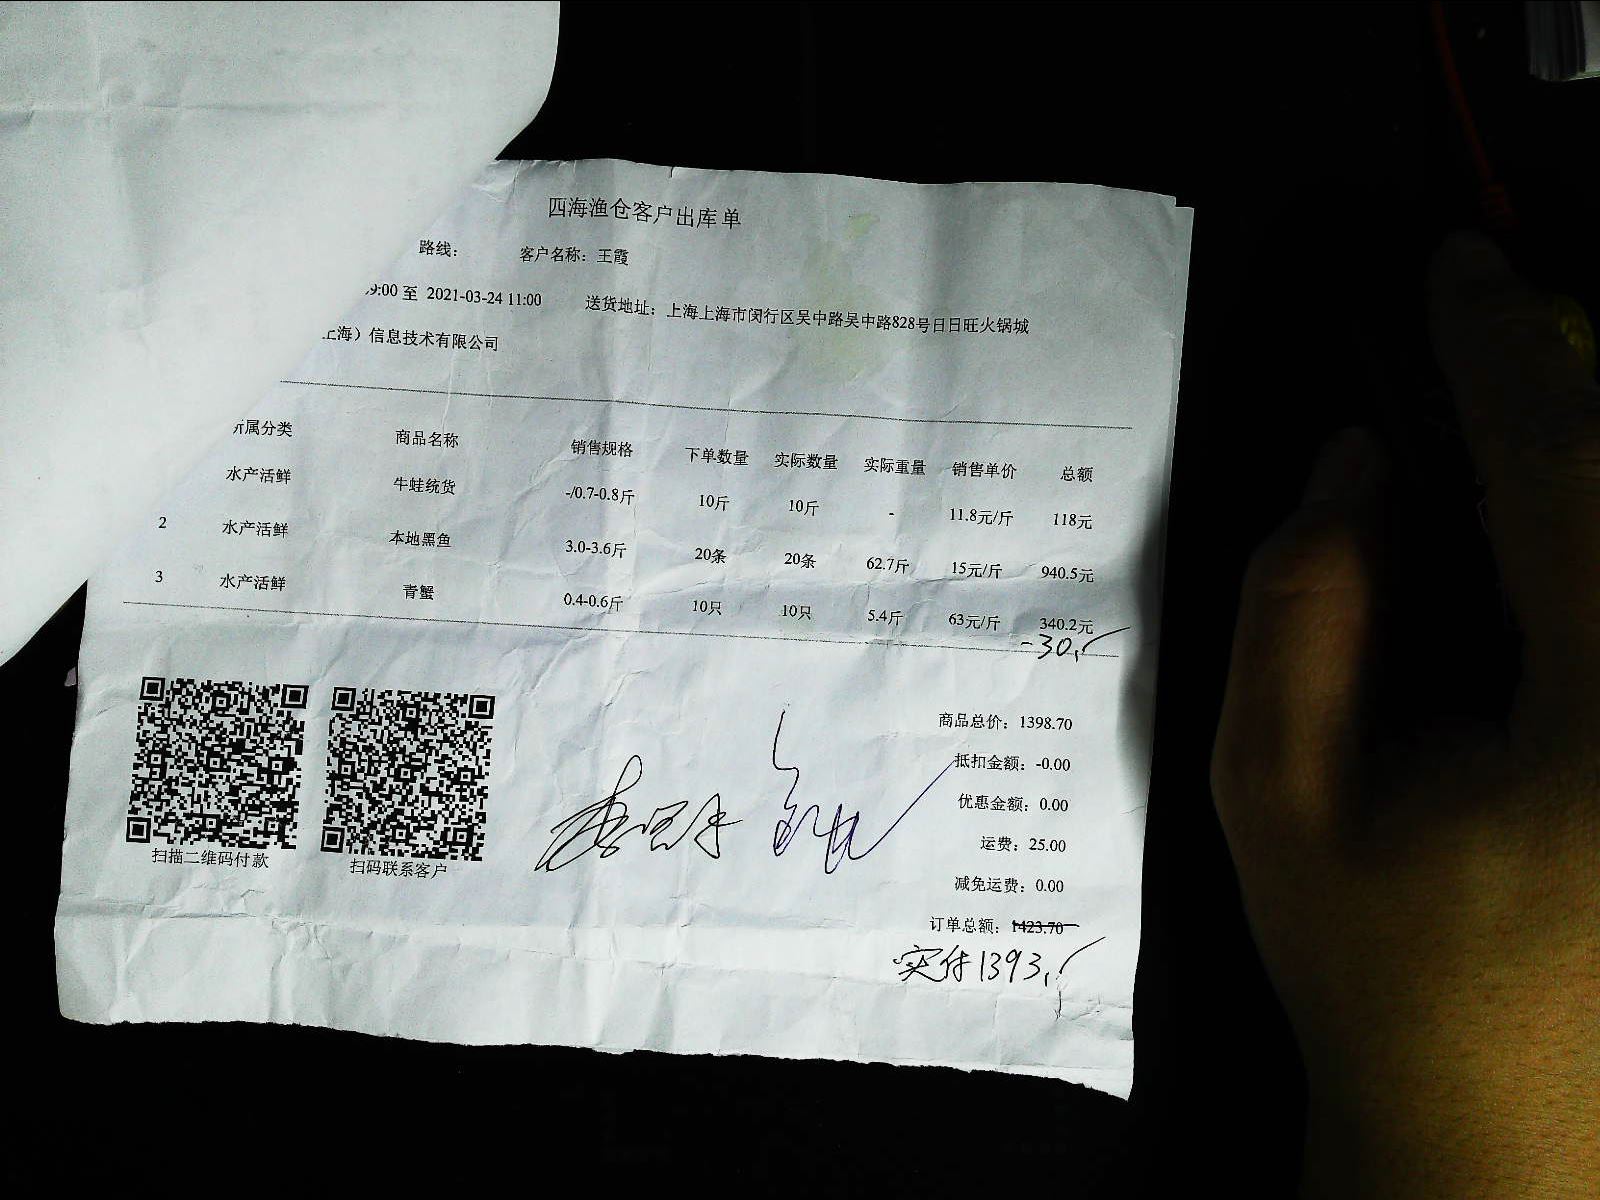 四海渔仓客户出库单
路线： 客户名称：王霞
9:00 至 2021-03-24 11:00 送货地址：上海上海市闵行区吴中路吴中路828号日日旺火锅城
上海）信息技术有限公司
所属分类 商品名称 销售规格 下单数量 实际数量 实际重量 销售单价 总额
水产活鲜 牛蛙统货 -/0.7-0.8斤 10斤 10斤 - 11.8元/斤 118元
2 水产活鲜 本地黑鱼 3.0-3.6斤 20条 20条 62.7斤 15元/斤 940.5元
3 水产活鲜 青蟹 0.4-0.6斤 10只 10只 5.4斤 63元/斤 340.2元
-30
商品总价：1398.70
抵扣金额：-0.00
优惠金额：0.00
运费：25.00
减免运费：0.00
订单总额：1423.70
实付1393
扫描二维码付款 扫码联系客户